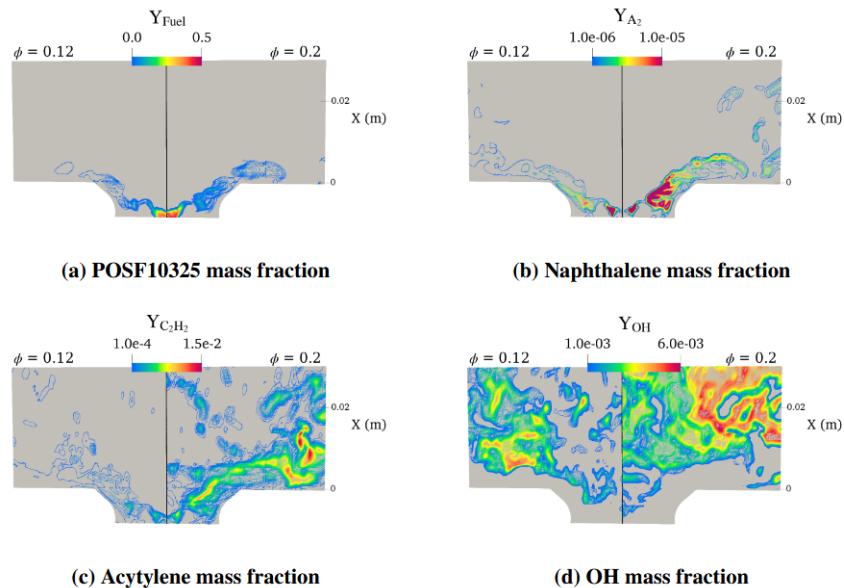 Y_Fuel
ϕ = 0.12 0.0 0.5 ϕ = 0.2
0.02
X (m)
0
(a) POSF10325 mass fraction
Y_A₂
ϕ = 0.12 1.0e-06 1.0e-05 ϕ = 0.2
0.02
X (m)
0
(b) Naphthalene mass fraction
Y_C₂H₂
ϕ = 0.12 1.0e-4 1.5e-2 ϕ = 0.2
0.02
X (m)
0
(c) Acytylene mass fraction
Y_OH
ϕ = 0.12 1.0e-03 6.0e-03 ϕ = 0.2
0.02
X (m)
0
(d) OH mass fraction